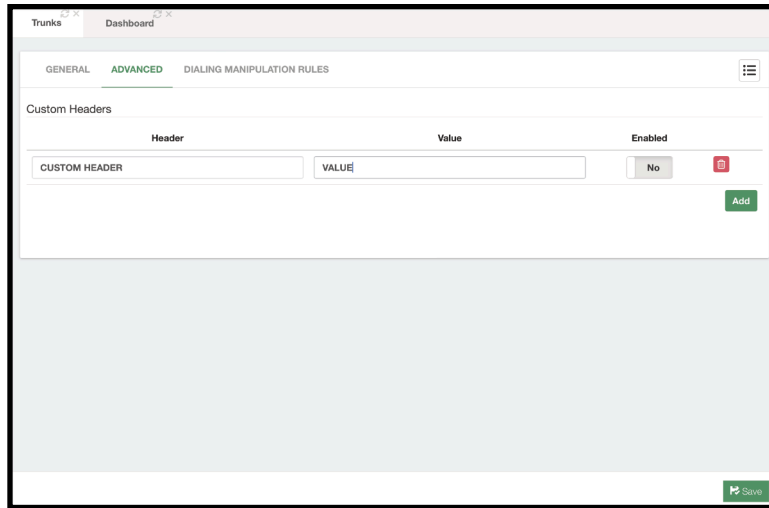 Trunks Dashboard
GENERAL ADVANCED DIALING MANIPULATION RULES
Custom Headers
Header Value Enabled
CUSTOM HEADER VALUE No
Add
Save